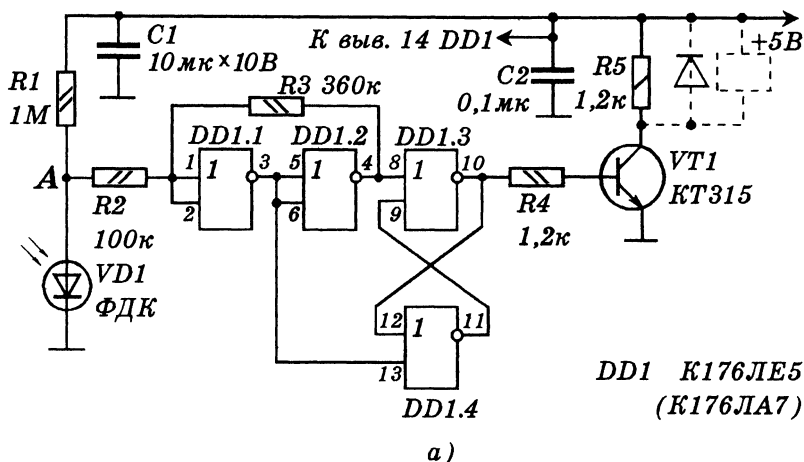 C1
10мк×10В
К выв. 14 DD1
+5В
R1
1М
R3 360к
C2
0,1мк
R5
1,2к
DD1.1
DD1.2
DD1.3
VT1
КТ315
А
1
2
1
3
5
6
1
4
8
9
1
10
R2
100к
R4
1,2к
VD1
ФДК
12
13
1
11
DD1.4
DD1 К176ЛЕ5
(К176ЛА7)
а)